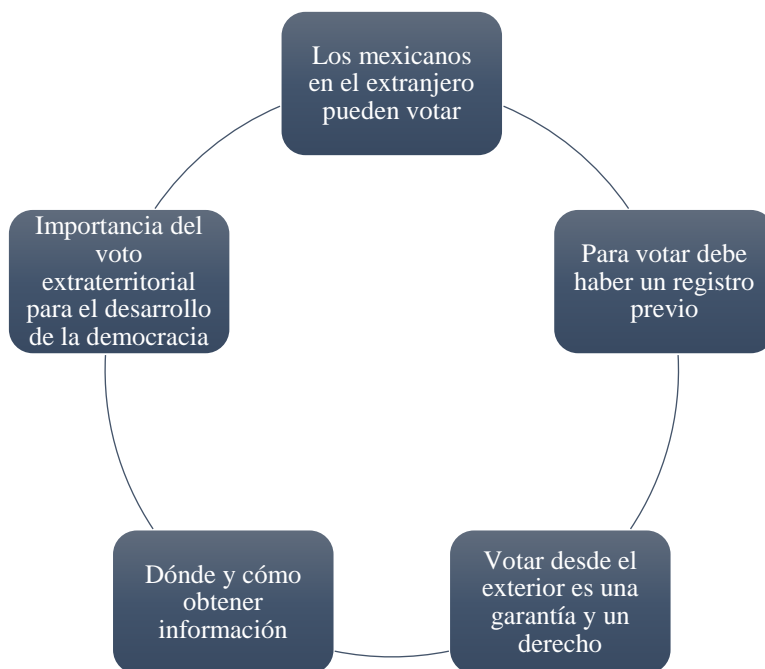 Los mexicanos
en el extranjero
pueden votar
Para votar debe
haber un registro
previo
Votar desde el
exterior es una
garantía y un
derecho
Dónde y cómo
obtener
información
Importancia del
voto
extraterritorial
para el desarrollo
de la democracia